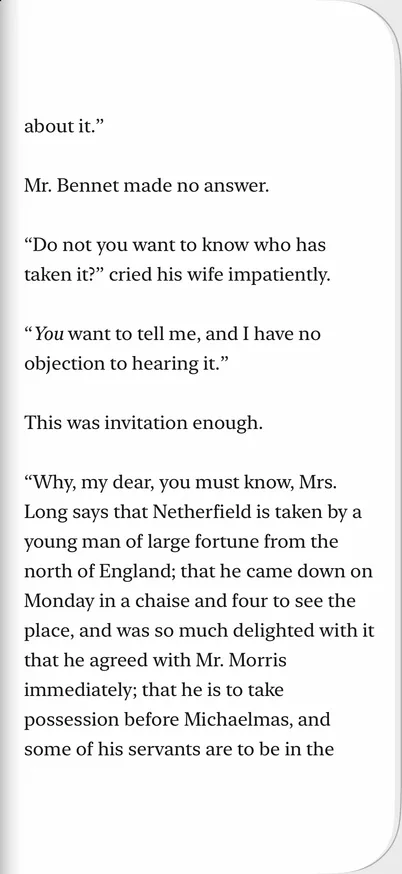 about it.”
Mr. Bennet made no answer.
“Do not you want to know who has
taken it?” cried his wife impatiently.
“You want to tell me, and I have no
objection to hearing it.”
This was invitation enough.
“Why, my dear, you must know, Mrs.
Long says that Netherfield is taken by a
young man of large fortune from the
north of England; that he came down on
Monday in a chaise and four to see the
place, and was so much delighted with it
that he agreed with Mr. Morris
immediately; that he is to take
possession before Michaelmas, and
some of his servants are to be in the